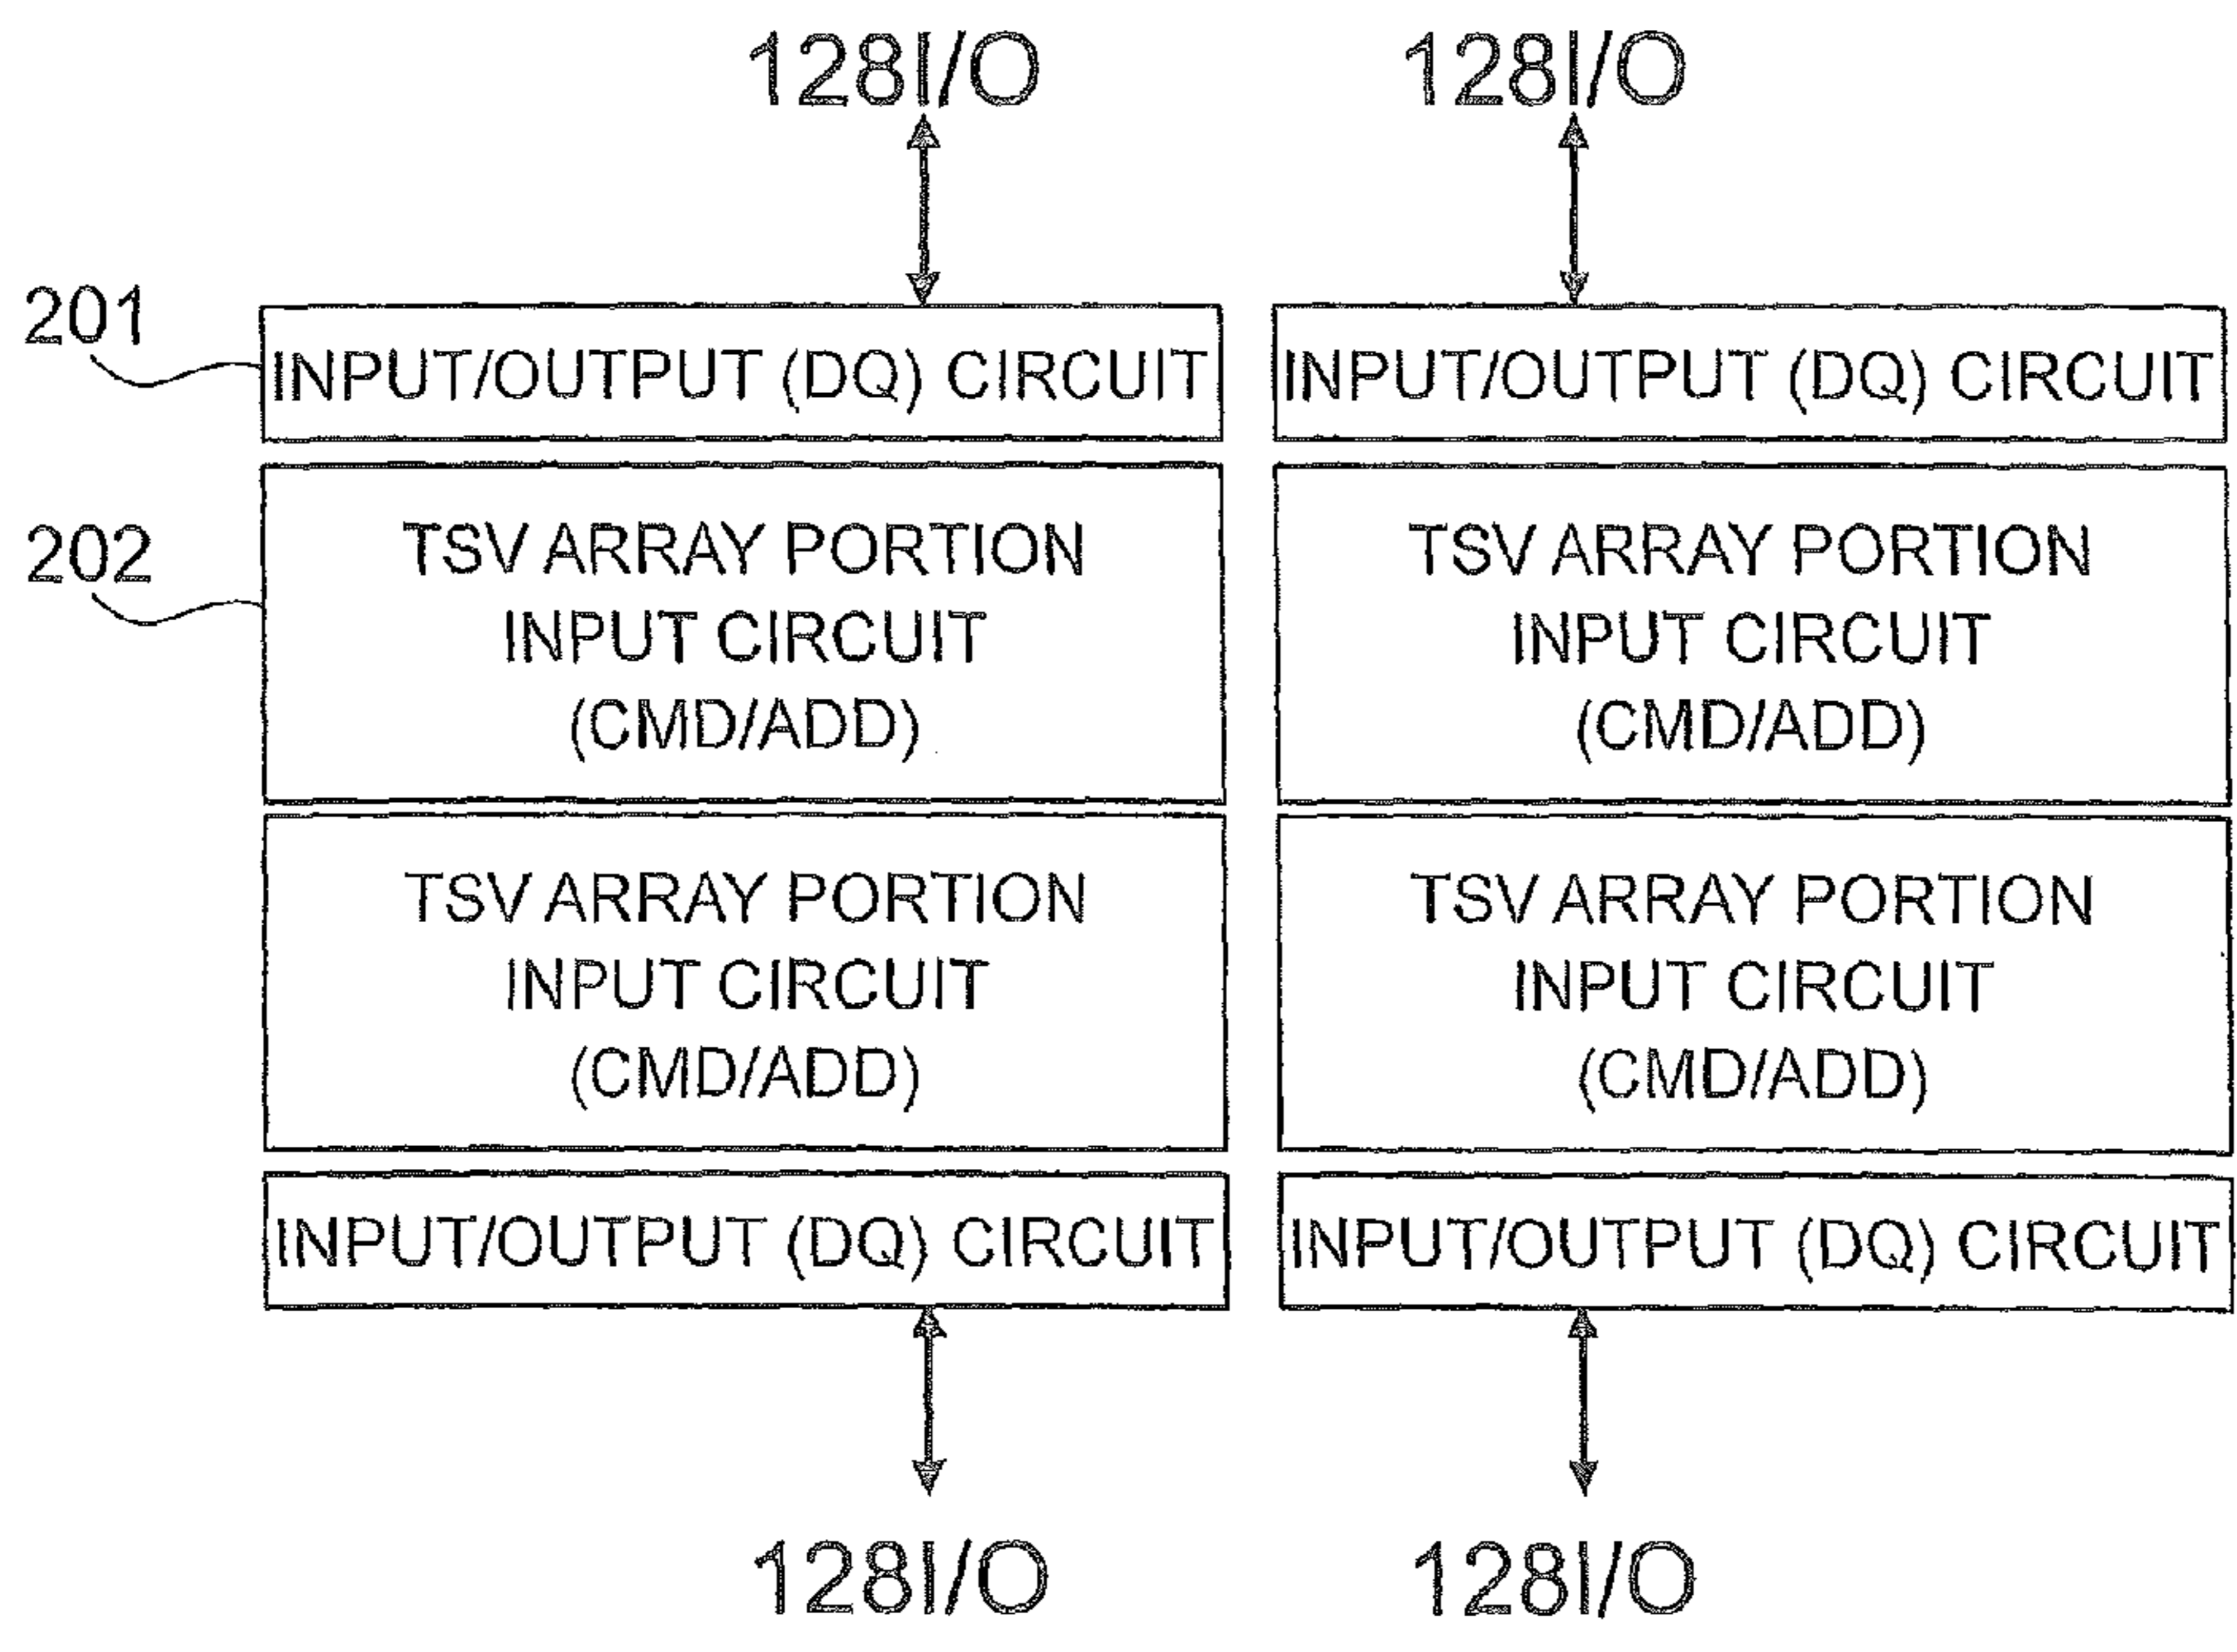 128I/O 128I/O
201
INPUT/OUTPUT (DQ) CIRCUIT INPUT/OUTPUT (DQ) CIRCUIT
202
TSV ARRAY PORTION
INPUT CIRCUIT
(CMD/ADD)
TSV ARRAY PORTION
INPUT CIRCUIT
(CMD/ADD)
TSV ARRAY PORTION
INPUT CIRCUIT
(CMD/ADD)
TSV ARRAY PORTION
INPUT CIRCUIT
(CMD/ADD)
INPUT/OUTPUT (DQ) CIRCUIT INPUT/OUTPUT (DQ) CIRCUIT
128I/O 128I/O